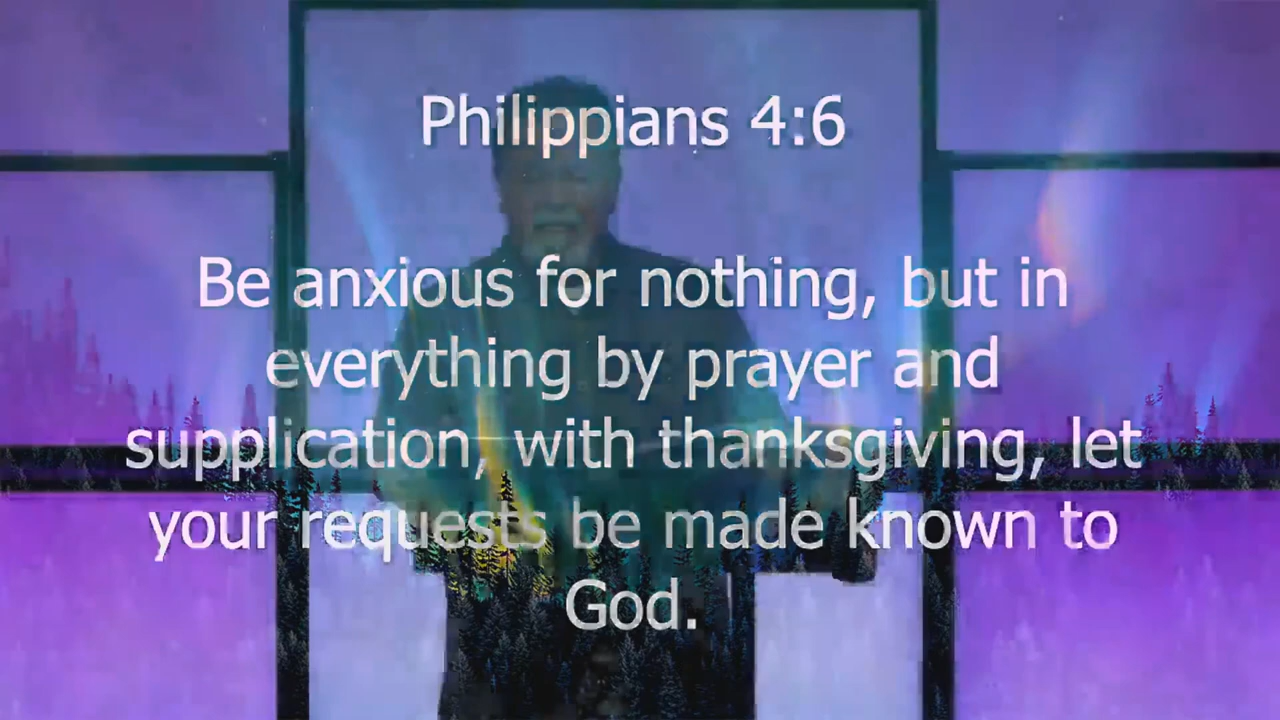 Philippians 4:6
Be anxious for nothing, but in
everything by prayer and
supplication, with thanksgiving, let
your requests be made known to
God.